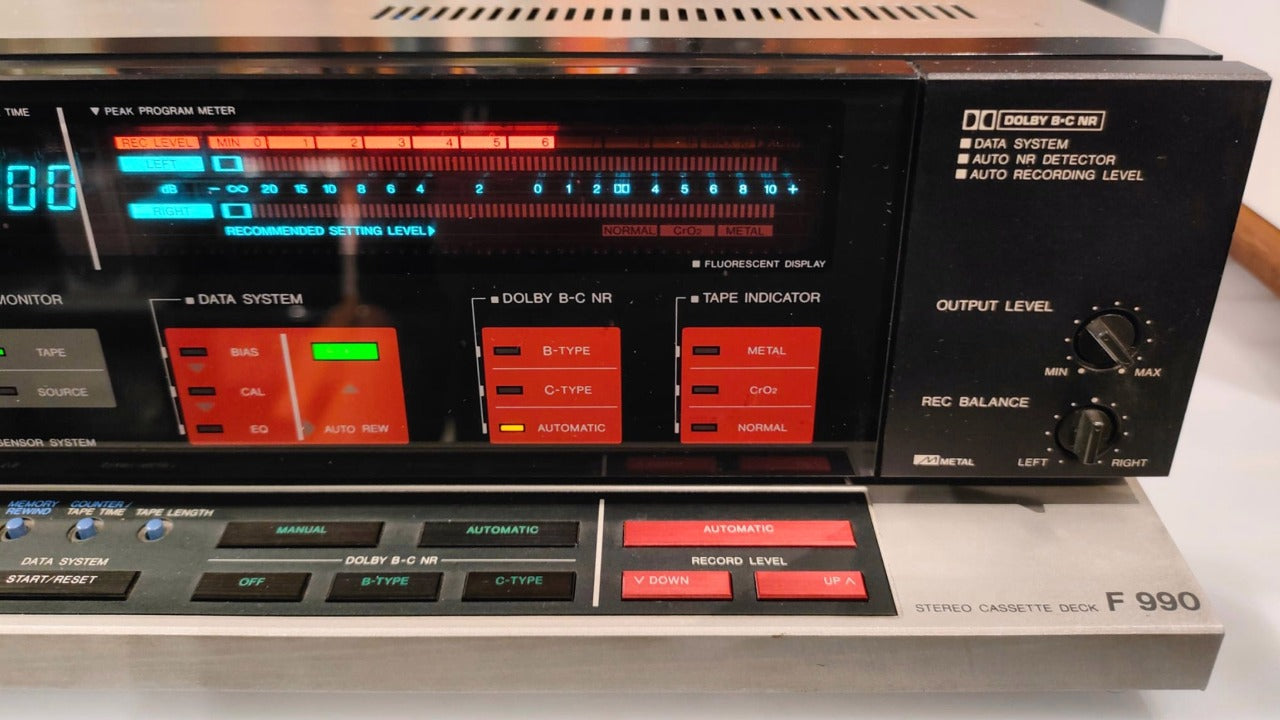 TIME
▼ PEAK PROGRAM METER
REC LEVEL MIN 0 1 2 3 4 5 6
LEFT
00
dB - ∞ 20 15 10 8 6 4 2 0 1 2 4 5 6 8 10 +
RIGHT
RECOMMENDED SETTING LEVEL
NORMAL CrO2 METAL
FLUORESCENT DISPLAY
DOLBY B-C NR
DATA SYSTEM
AUTO NR DETECTOR
AUTO RECORDING LEVEL
MONITOR
TAPE
SOURCE
SENSOR SYSTEM
DATA SYSTEM
BIAS
CAL
EQ
AUTO REW
DOLBY B-C NR
B-TYPE
C-TYPE
AUTOMATIC
TAPE INDICATOR
METAL
CrO2
NORMAL
OUTPUT LEVEL
MIN MAX
REC BALANCE
LEFT RIGHT
METAL
MEMORY REWIND
COUNTER/ TAPE TIME
TAPE LENGTH
DATA SYSTEM
START/RESET
MANUAL AUTOMATIC
DOLBY B-C NR
OFF B-TYPE C-TYPE
AUTOMATIC
RECORD LEVEL
DOWN UP
STEREO CASSETTE DECK F 990